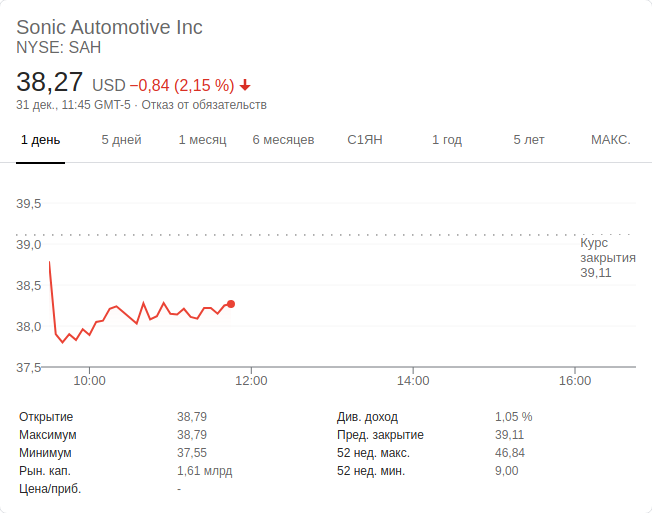 Sonic Automotive Inc
NYSE: SAH
38,27 USD −0,84 (2,15 %)
31 дек., 11:45 GMT-5 · Отказ от обязательств
1 день 5 дней 1 месяц 6 месяцев С1ЯН 1 год 5 лет МАКС.
39,5
39,0
38,5
38,0
37,5
Курс
закрытия
39,11
10:00 12:00 14:00 16:00
Открытие 38,79 Див. доход 1,05 %
Максимум 38,79 Пред. закрытие 39,11
Минимум 37,55 52 нед. макс. 46,84
Рын. кап. 1,61 млрд 52 нед. мин. 9,00
Цена/приб. -